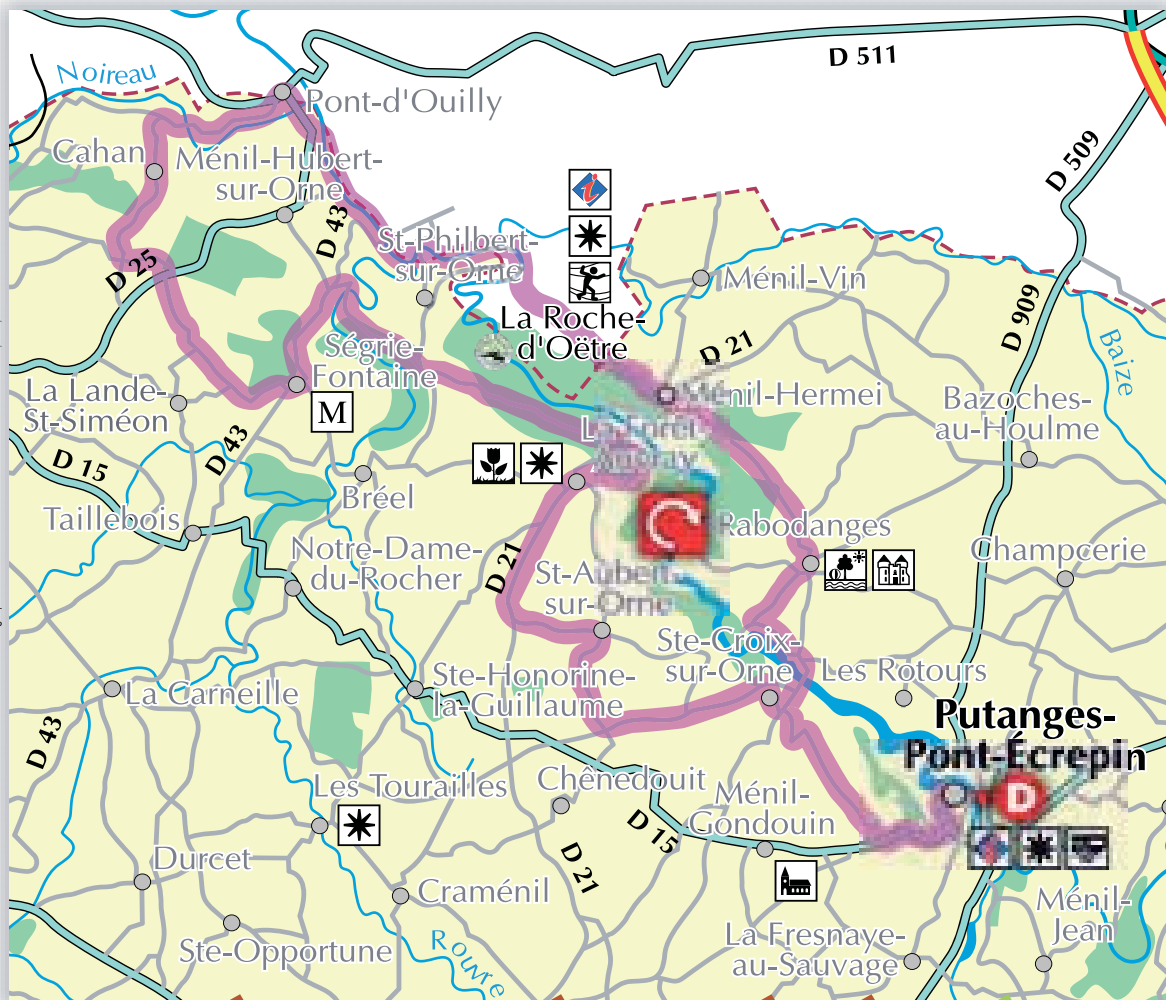 D 511
Noireau
Pont-d'Ouilly
D 509
Cahan
Ménil-Hubert-
sur-Orne
D 43
i
St-Philbert-
sur-Orne
D 25
Ménil-Vin
D 909
La Roche-
d'Oëtre
D 21
Baize
Ségrie-
Fontaine
La Lande-
St-Siméon
M
Ménil-Hermei
Bazoches-
au-Houlme
D 43
D 15
Bréel
Taillebois
Rabodanges
Notre-Dame-
du-Rocher
D 21
St-Aubert-
sur-Orne
Champcerie
Ste-Croix-
sur-Orne
Les Rotours
La Carneille
Ste-Honorine-
la-Guillaume
D 43
Putanges-
Pont-Écrepin
D
Les Tourailles
Chênedouit
Ménil-
Gondouin
D 15
Durcet
D 21
Craménil
Ménil-
Jean
Ste-Opportune
Rouvre
La Fresnaye-
au-Sauvage